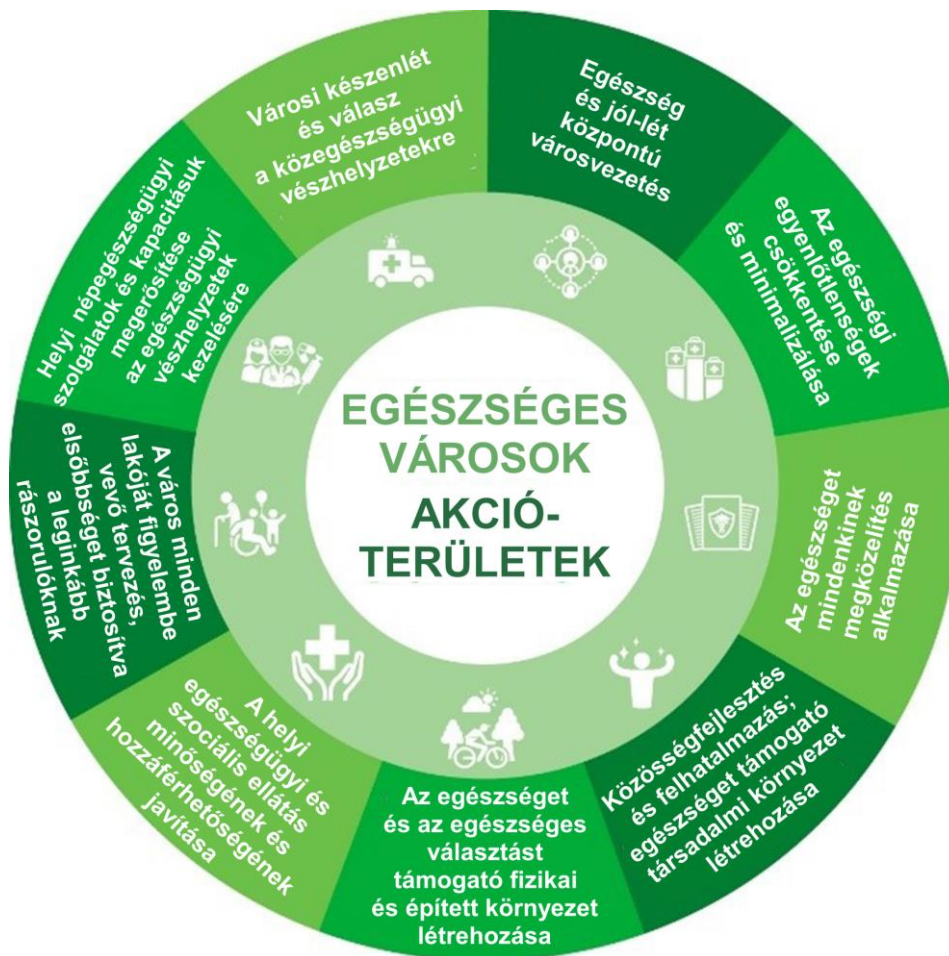 EGÉSZSÉGES
VÁROSOK
AKCIÓ-
TERÜLETEK
Egészség
és jól-lét
központú
városvezetés
Az egészségi
egyenlőtlenségek
csökkentése
és minimalizálása
Az egészséget
mindenkinek
megközelítés
alkalmazása
Közösségfejlesztés
és felhatalmazás;
egészséget támogató
társadalmi környezet
létrehozása
Az egészséget
és az egészséges
választást
támogató fizikai
és épített környezet
létrehozása
A helyi
egészségügyi és
szociális ellátás
minőségének és
hozzáférhetőségének
javítása
A város minden
lakóját figyelembe
vevő tervezés,
elsőbbséget biztosítva
a leginkább
rászorulóknak
Helyi népegészségügyi
szolgálatok és kapacitásuk
megerősítése
az egészségügyi
vészhelyzetek
kezelésére
Városi készenlét
és válasz
a közegészségügyi
vészhelyzetekre